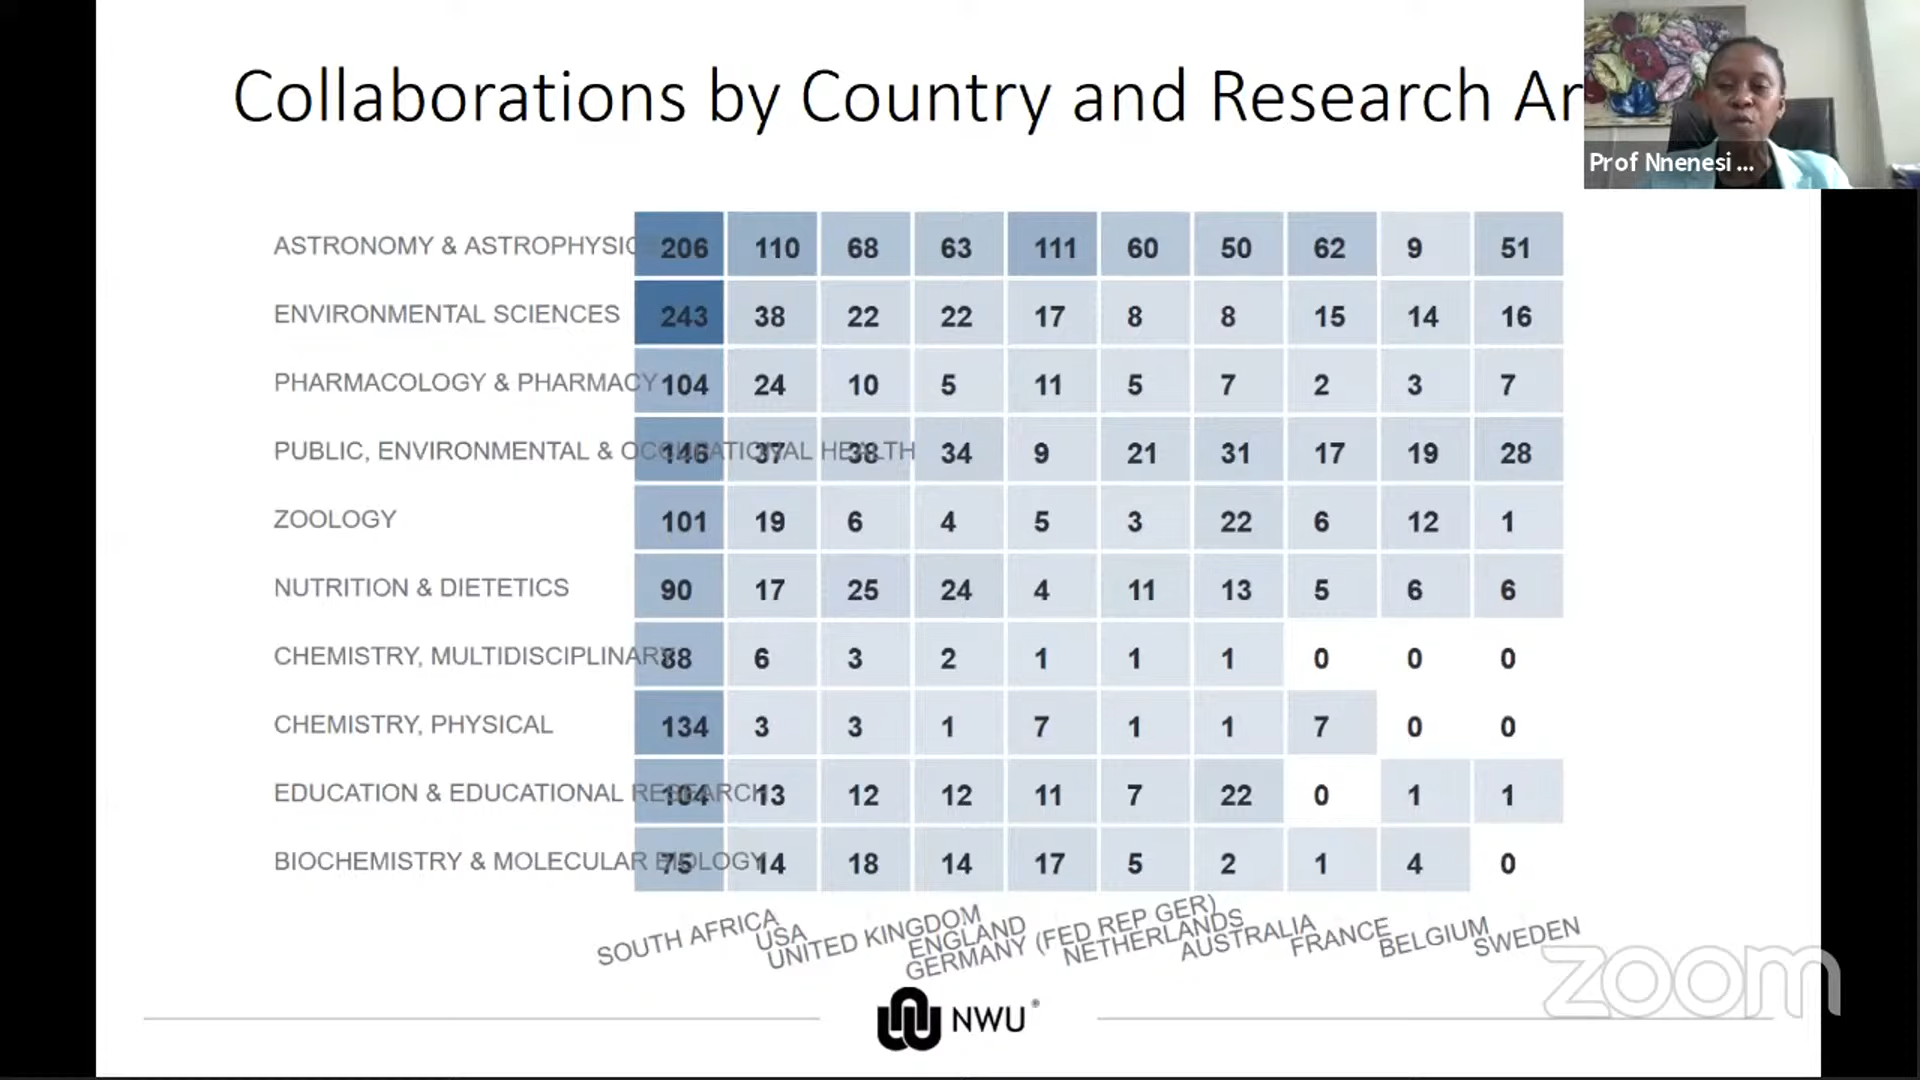 Collaborations by Country and Research Ar
Prof Nnenesi ...
ASTRONOMY & ASTROPHYSIC 206 110 68 63 111 60 50 62 9 51
ENVIRONMENTAL SCIENCES 243 38 22 22 17 8 8 15 14 16
PHARMACOLOGY & PHARMACY 104 24 10 5 11 5 7 2 3 7
PUBLIC, ENVIRONMENTAL & OCCUPATIONAL HEALTH 146 37 38 34 9 21 31 17 19 28
ZOOLOGY 101 19 6 4 5 3 22 6 12 1
NUTRITION & DIETETICS 90 17 25 24 4 11 13 5 6 6
CHEMISTRY, MULTIDISCIPLINARY 88 6 3 2 1 1 1 0 0 0
CHEMISTRY, PHYSICAL 134 3 3 1 7 1 1 7 0 0
EDUCATION & EDUCATIONAL RESEARCH 164 13 12 12 11 7 22 0 1 1
BIOCHEMISTRY & MOLECULAR BIOLOGY 75 14 18 14 17 5 2 1 4 0
SOUTH AFRICA USA UNITED KINGDOM ENGLAND GERMANY (FED REP GER) NETHERLANDS AUSTRALIA FRANCE BELGIUM SWEDEN
NWU®
zoom